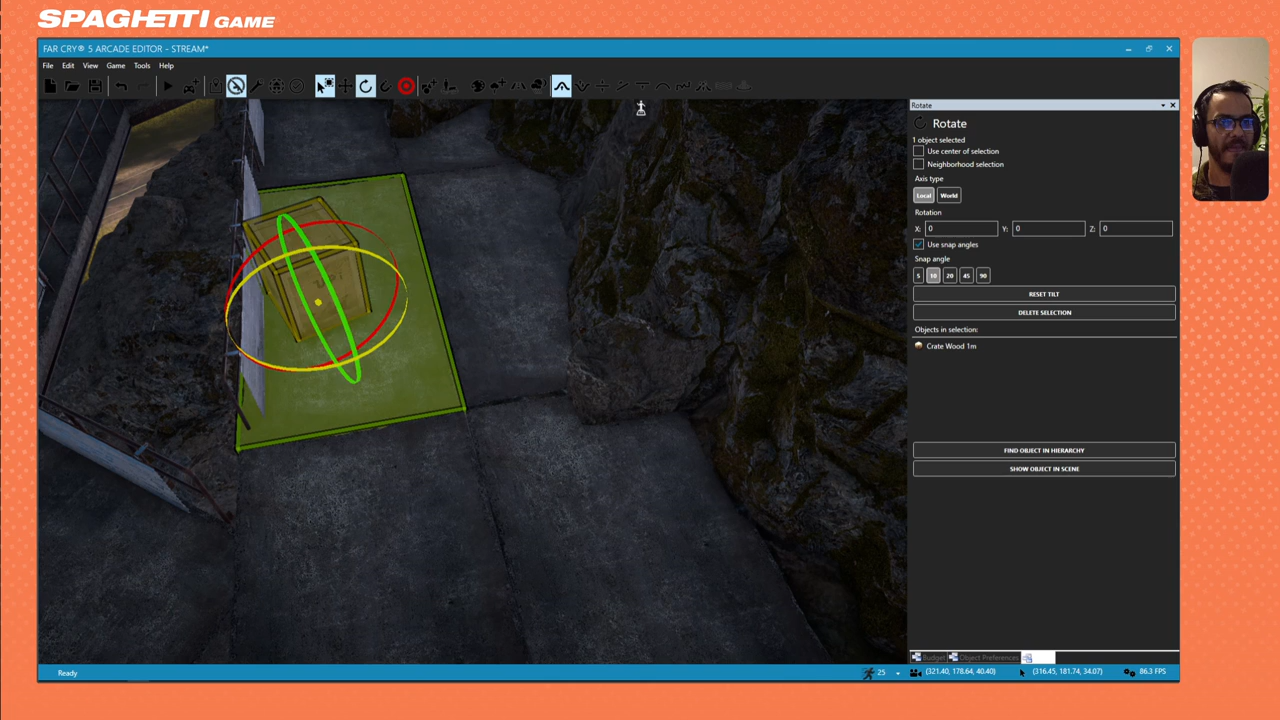 SPAGHETTI GAME
FAR CRY® 5 ARCADE EDITOR - STREAM*
File Edit View Game Tools Help
Rotate
Rotate
1 object selected
Use center of selection
Neighborhood selection
Axis type
Local World
Rotation
X: 0 Y: 0 Z: 0
Use snap angles
Snap angle
5 10 20 45 90
RESET TILT
DELETE SELECTION
Objects in selection:
Crate Wood 1m
FIND OBJECT IN HIERARCHY
SHOW OBJECT IN SCENE
Budget Object Preferences
Ready 25 (321.40, 178.64, 40.40) (316.45, 181.74, 34.07) 86.3 FPS